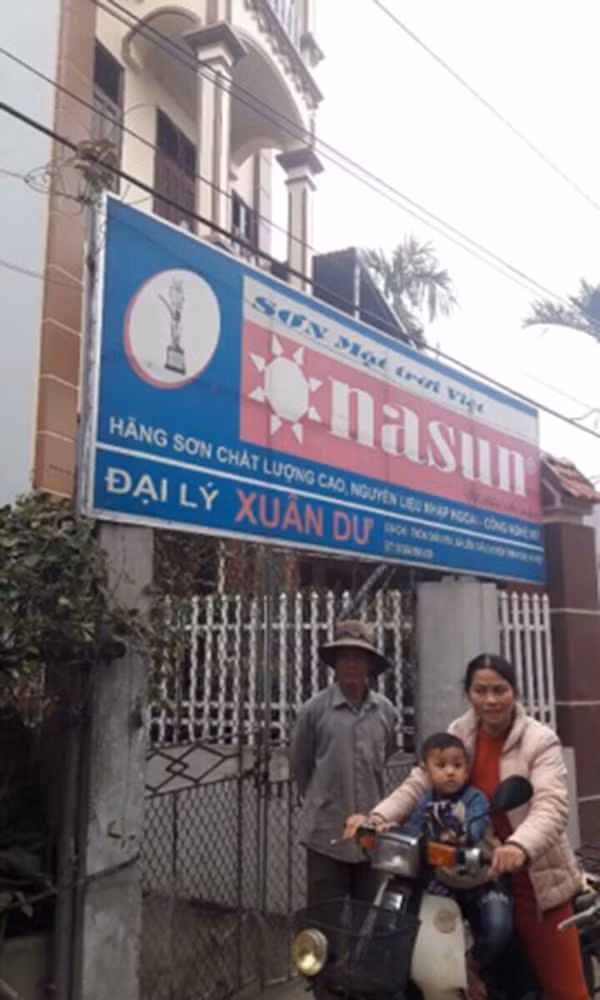 SƠN Mặt trời Việt
nasun
HÃNG SƠN CHẤT LƯỢNG CAO, NGUYÊN LIỆU NHẬP NGOẠI - CÔNG NGHỆ MỸ
ĐẠI LÝ XUÂN DƯ